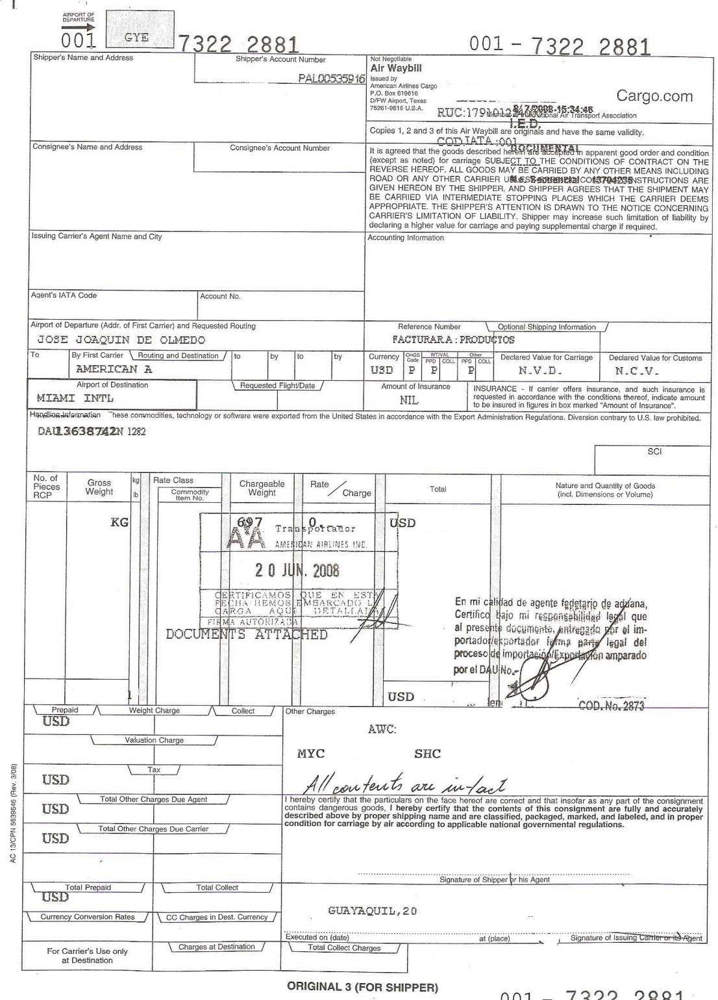 AIRPORT OF
DEPARTURE
001 GYE 7322 2881
001 - 7322 2881
Shipper's Name and Address
Shipper's Account Number
PAL00535916
Not Negotiable
Air Waybill
Issued by
American Airlines Cargo
P.O. Box 619616
D/FW Airport, Texas
75261-9616 U.S.A.
Cargo.com
8/7/2008-15:34:46
RUC:1791012
Member of International Air Transport Association
I.E.D.
Copies 1, 2 and 3 of this Air Waybill are originals and have the same validity.
COD IATA :001
DOCUMENTAL
Consignee's Name and Address
Consignee's Account Number
It is agreed that the goods described herein are accepted in apparent good order and condition
(except as noted) for carriage SUBJECT TO THE CONDITIONS OF CONTRACT ON THE
REVERSE HEREOF. ALL GOODS MAY BE CARRIED BY ANY OTHER MEANS INCLUDING
ROAD OR ANY OTHER CARRIER INSTRUCTIONS ARE
13704235
GIVEN HEREON BY THE SHIPPER, AND SHIPPER AGREES THAT THE SHIPMENT MAY
BE CARRIED VIA INTERMEDIATE STOPPING PLACES WHICH THE CARRIER DEEMS
APPROPRIATE. THE SHIPPER'S ATTENTION IS DRAWN TO THE NOTICE CONCERNING
CARRIER'S LIMITATION OF LIABILITY. Shipper may increase such limitation of liability by
declaring a higher value for carriage and paying supplemental charge if required.
Issuing Carrier's Agent Name and City
Accounting Information
Agent's IATA Code
Account No.
Airport of Departure (Addr. of First Carrier) and Requested Routing
JOSE JOAQUIN DE OLMEDO
Reference Number
Optional Shipping Information
FACTURARA:PRODUCTOS
To
By First Carrier
Routing and Destination
to
by
to
by
AMERICAN A
Currency
USD
CHGS
Code
P
WT/VAL
PPD
COLL
P
Other
PPD
COLL
P
Declared Value for Carriage
N.V.D.
Declared Value for Customs
N.C.V.
Airport of Destination
MIAMI INTL
Requested Flight/Date
Amount of Insurance
NIL
INSURANCE - If carrier offers insurance, and such insurance is
requested in accordance with the conditions thereof, indicate amount
to be insured in figures in box marked "Amount of Insurance".
Handling Information
These commodities, technology or software were exported from the United States in accordance with the Export Administration Regulations. Diversion contrary to U.S. law prohibited.
DAU 13638742 N 1282
SCI
No. of
Pieces
RCP
Gross
Weight
kg
lb
Rate Class
Commodity
Item No.
Chargeable
Weight
Rate
Charge
Total
Nature and Quantity of Goods
(incl. Dimensions or Volume)
KG
697
0.
USD
AA Transportador
AMERICAN AIRLINES INC.
20 JUN. 2008
CERTIFICAMOS QUE EN ESTA
FECHA HEMOS EMBARCADO L
CARGA AQUI DETALLADA
FIRMA AUTORIZADA
DOCUMENTS ATTACHED
En mi calidad de agente fedetario de aduana,
Certifico bajo mi responsabilidad legal que
al presente documente, entregado por el im-
portador/exportador forma parte legal del
proceso de Importación/Exportación amparado
por el DAU No.-
1
USD
COD. No. 2873
Prepaid
Weight Charge
Collect
USD
Other Charges
AWC:
Valuation Charge
MYC SHC
Tax
USD
All contents are intact
Total Other Charges Due Agent
USD
I hereby certify that the particulars on the face hereof are correct and that insofar as any part of the consignment
contains dangerous goods, I hereby certify that the contents of this consignment are fully and accurately
described above by proper shipping name and are classified, packaged, marked, and labeled, and in proper
condition for carriage by air according to applicable national governmental regulations.
Total Other Charges Due Carrier
USD
Signature of Shipper or his Agent
Total Prepaid
Total Collect
USD
GUAYAQUIL,20
Currency Conversion Rates
CC Charges in Dest. Currency
Executed on (date)
at (place)
Signature of Issuing Carrier or its Agent
For Carrier's Use only
at Destination
Charges at Destination
Total Collect Charges
AC 13/CPN 5639646 (Rev. 3/08)
ORIGINAL 3 (FOR SHIPPER)
001 - 7322 2881